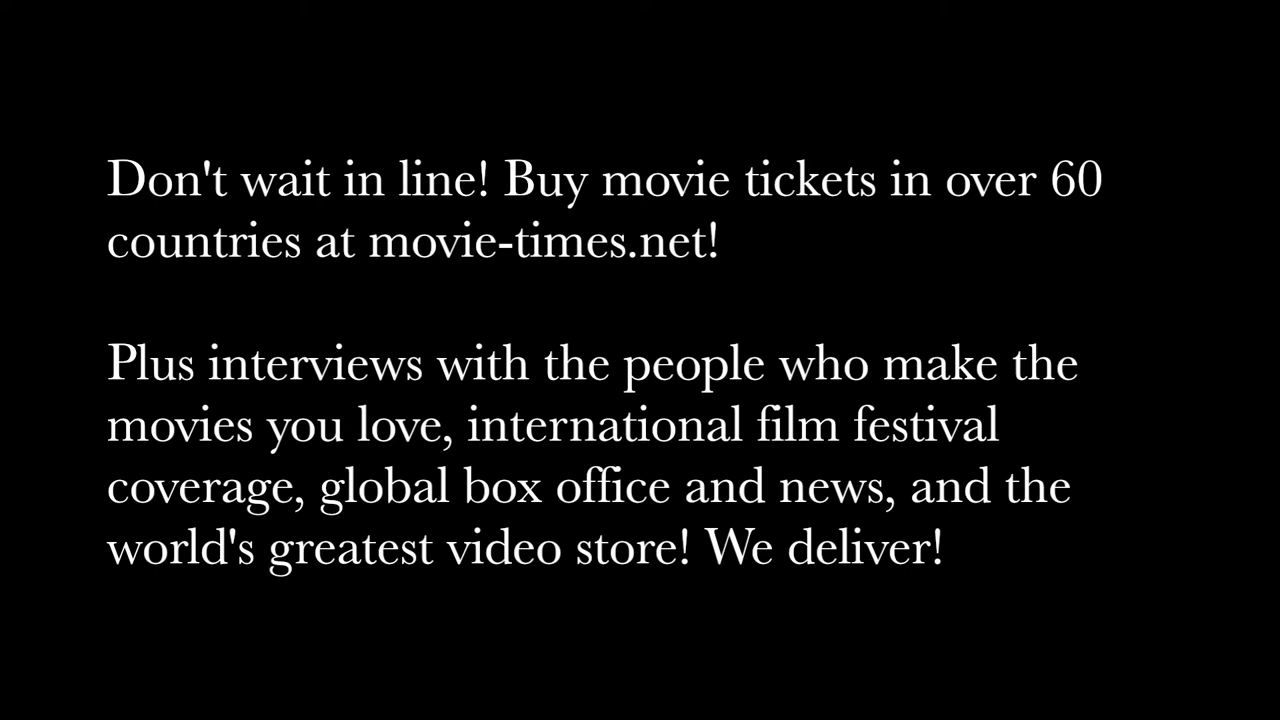 Don't wait in line! Buy movie tickets in over 60
countries at movie-times.net!
Plus interviews with the people who make the
movies you love, international film festival
coverage, global box office and news, and the
world's greatest video store! We deliver!